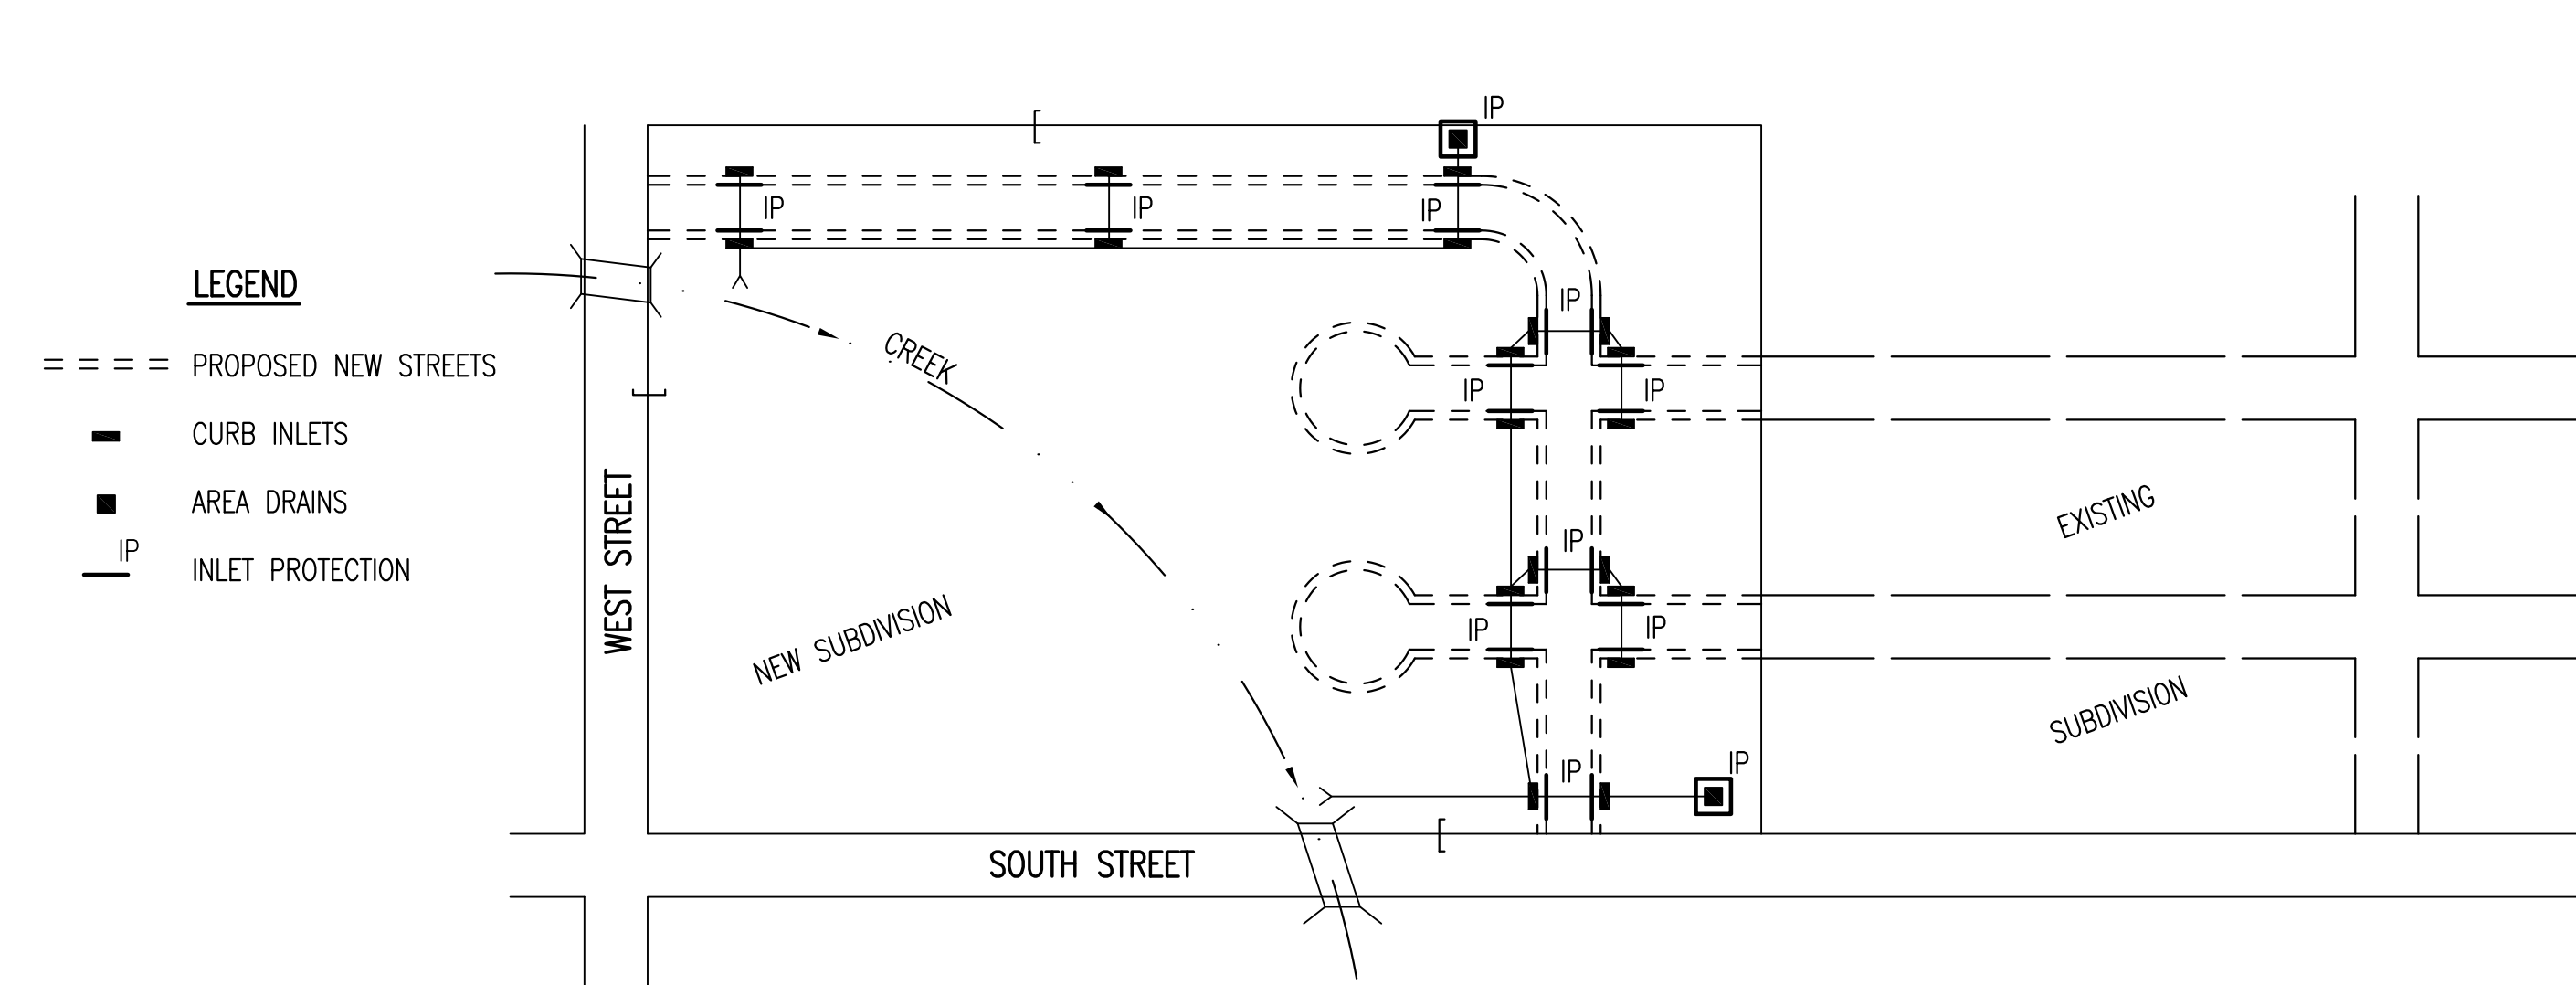 IP
IP
IP
IP
LEGEND
PROPOSED NEW STREETS
CURB INLETS
AREA DRAINS
IP
INLET PROTECTION
WEST STREET
CREEK
NEW SUBDIVISION
IP
IP
IP
IP
IP
IP
IP
IP
EXISTING
SUBDIVISION
SOUTH STREET